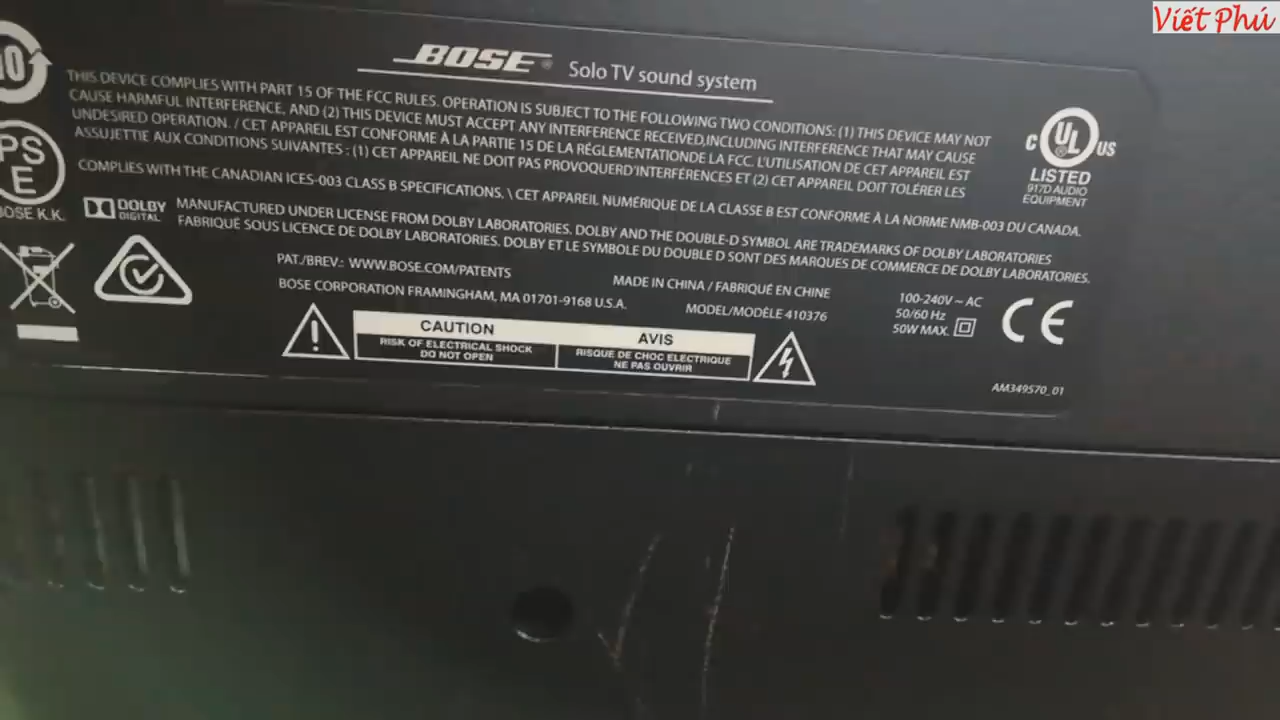 Viết Phú
BOSE® Solo TV sound system
10
THIS DEVICE COMPLIES WITH PART 15 OF THE FCC RULES. OPERATION IS SUBJECT TO THE FOLLOWING TWO CONDITIONS: (1) THIS DEVICE MAY NOT
CAUSE HARMFUL INTERFERENCE, AND (2) THIS DEVICE MUST ACCEPT ANY INTERFERENCE RECEIVED,INCLUDING INTERFERENCE THAT MAY CAUSE
UNDESIRED OPERATION. / CET APPAREIL EST CONFORME À LA PARTIE 15 DE LA RÉGLEMENTATIONDE LA FCC. L'UTILISATION DE CET APPAREIL EST
ASSUJETTIE AUX CONDITIONS SUIVANTES : (1) CET APPAREIL NE DOIT PAS PROVOQUERD'INTERFÉRENCES ET (2) CET APPAREIL DOIT TOLÉRER LES
COMPLIES WITH THE CANADIAN ICES-003 CLASS B SPECIFICATIONS. \ CET APPAREIL NUMÉRIQUE DE LA CLASSE B EST CONFORME À LA NORME NMB-003 DU CANADA.
C UL ® US
LISTED
917D AUDIO
EQUIPMENT
PS
E
BOSE K.K.
DOLBY
DIGITAL
MANUFACTURED UNDER LICENSE FROM DOLBY LABORATORIES. DOLBY AND THE DOUBLE-D SYMBOL ARE TRADEMARKS OF DOLBY LABORATORIES
FABRIQUÉ SOUS LICENCE DE DOLBY LABORATORIES. DOLBY ET LE SYMBOLE DU DOUBLE D SONT DES MARQUES DE COMMERCE DE DOLBY LABORATORIES.
PAT./BREV.: WWW.BOSE.COM/PATENTS
MADE IN CHINA / FABRIQUÉ EN CHINE
BOSE CORPORATION FRAMINGHAM, MA 01701-9168 U.S.A.
MODEL/MODÈLE 410376
100-240V ~ AC
50/60 Hz
50W MAX.
CE
CAUTION
RISK OF ELECTRICAL SHOCK
DO NOT OPEN
AVIS
RISQUE DE CHOC ELECTRIQUE
NE PAS OUVRIR
AM349570_01